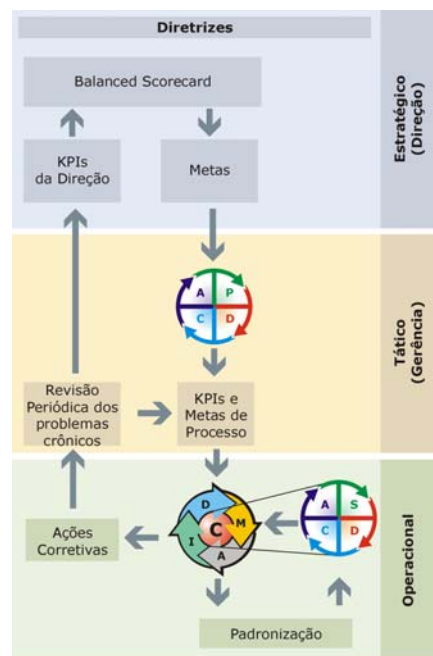 Diretrizes
Balanced Scorecard
KPIs
da Direção
Metas
Estratégico
(Direção)
A P
C D
Revisão
Periódica dos
problemas
crônicos
KPIs e
Metas de
Processo
Tático
(Gerência)
Ações
Corretivas
D
M
C
I
A
A S
C D
Padronização
Operacional